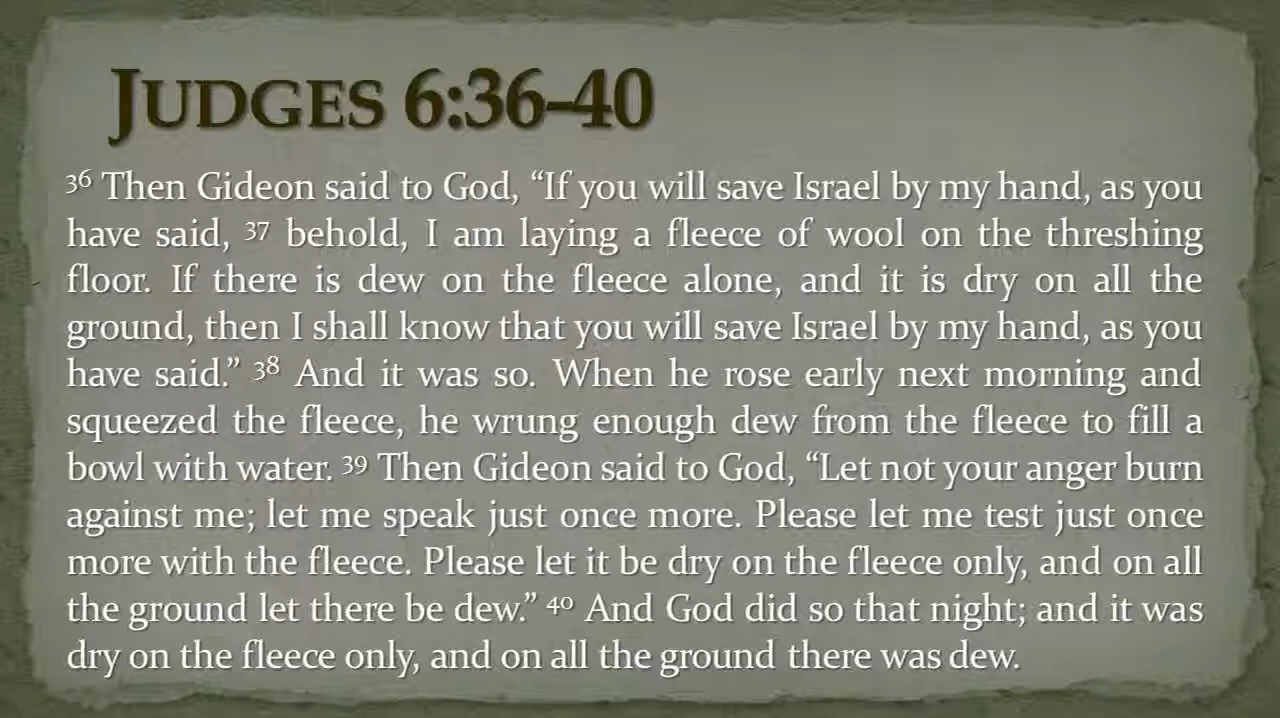 JUDGES 6:36-40
36 Then Gideon said to God, “If you will save Israel by my hand, as you
have said, 37 behold, I am laying a fleece of wool on the threshing
floor. If there is dew on the fleece alone, and it is dry on all the
ground, then I shall know that you will save Israel by my hand, as you
have said.” 38 And it was so. When he rose early next morning and
squeezed the fleece, he wrung enough dew from the fleece to fill a
bowl with water. 39 Then Gideon said to God, “Let not your anger burn
against me; let me speak just once more. Please let me test just once
more with the fleece. Please let it be dry on the fleece only, and on all
the ground let there be dew.” 40 And God did so that night; and it was
dry on the fleece only, and on all the ground there was dew.